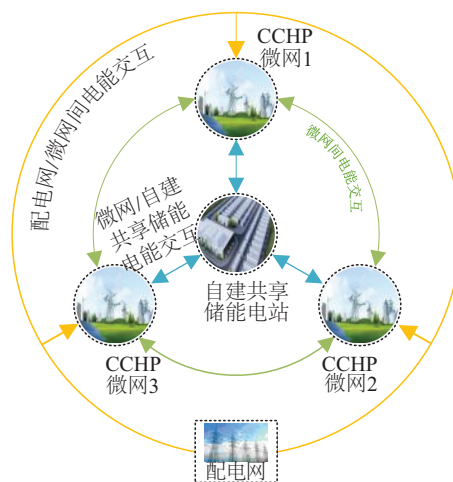 CCHP
微网1
配电网/微网间电能交互
微网间电能交互
微网/自建
共享储能
电能交互
自建共享
储能电站
CCHP
微网3
CCHP
微网2
配电网